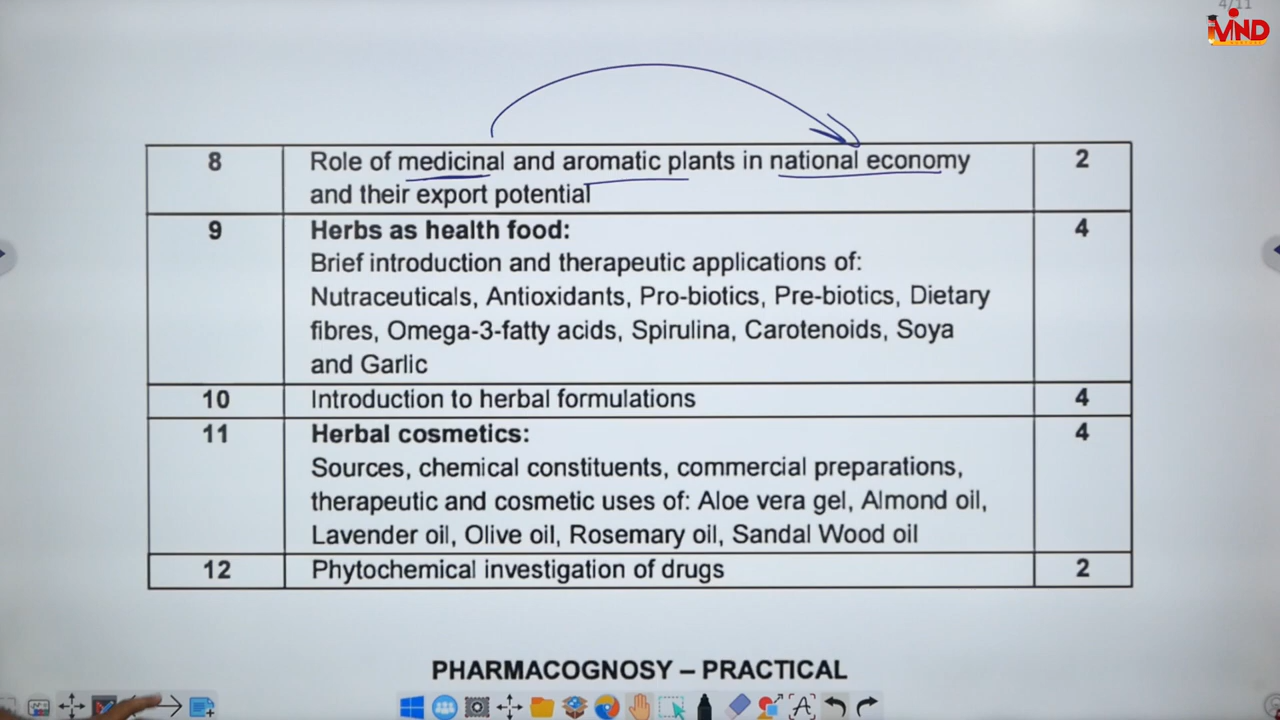 4/11
ViND
8 Role of medicinal and aromatic plants in national economy 2
and their export potential
9 Herbs as health food: 4
Brief introduction and therapeutic applications of:
Nutraceuticals, Antioxidants, Pro-biotics, Pre-biotics, Dietary
fibres, Omega-3-fatty acids, Spirulina, Carotenoids, Soya
and Garlic
10 Introduction to herbal formulations 4
11 Herbal cosmetics: 4
Sources, chemical constituents, commercial preparations,
therapeutic and cosmetic uses of: Aloe vera gel, Almond oil,
Lavender oil, Olive oil, Rosemary oil, Sandal Wood oil
12 Phytochemical investigation of drugs 2
PHARMACOGNOSY – PRACTICAL